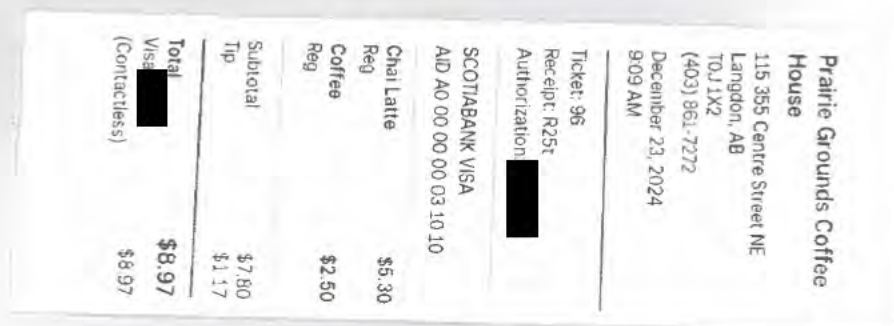 Prairie Grounds Coffee
House
115 355 Centre Street NE
Langdon, AB
T0J 1X2
(403) 861-7272
December 23, 2024
9:09 AM
Ticket: 96
Receipt: R25t
Authorization
SCOTIABANK VISA
AID A0 00 00 00 03 10 10
Chai Latte $5.30
Reg
Coffee $2.50
Reg
Subtotal $7.80
Tip $1.17
Total $8.97
Visa $8.97
(Contactless)